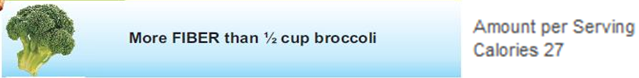 More FIBER than ½ cup broccoli
Amount per Serving
Calories 27